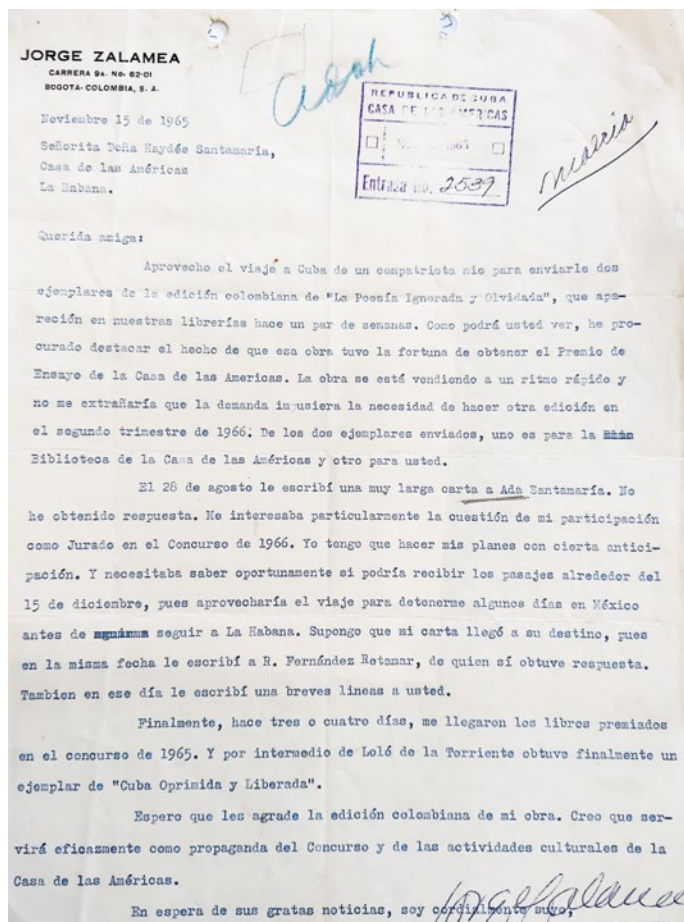 JORGE ZALAMEA
CARRERA 9A. No. 62-01
BOGOTA-COLOMBIA, S. A.
Noviembre 15 de 1965
REPUBLICA DE CUBA
CASA DE LAS AMERICAS
Entrada No. 2539
Señorita Doña Haydée Santamaría,
Casa de las Américas
La Habana.
Querida amiga:
Aprovecho el viaje a Cuba de un compatriota mio para enviarle dos
ejemplares de la edición colombiana de "La Poesía Ignorada y Olvidada", que apa-
reción en nuestras librerías hace un par de semanas. Como podrá usted ver, he pro-
curado destacar el hecho de que esa obra tuvo la fortuna de obtener el Premio de
Ensayo de la Casa de las Americas. La obra se está vendiendo a un ritmo rápido y
no me extrañaría que la demanda impusiera la necesidad de hacer otra edición en
el segundo trimestre de 1966. De los dos ejemplares enviados, uno es para la
Biblioteca de la Casa de las Américas y otro para usted.
El 28 de agosto le escribí una muy larga carta a Ada Santamaría. No
he obtenido respuesta. Me interesaba particularmente la cuestión de mi participación
como Jurado en el Concurso de 1966. Yo tengo que hacer mis planes con cierta antici-
pación. Y necesitaba saber oportunamente si podría recibir los pasajes alrededor del
15 de diciembre, pues aprovecharía el viaje para detenerme algunos días en México
antes de seguir a La Habana. Supongo que mi carta llegó a su destino, pues
en la misma fecha le escribí a R. Fernández Retamar, de quien sí obtuve respuesta.
Tambien en ese día le escribí una breves lineas a usted.
Finalmente, hace tres o cuatro días, me llegaron los libros premiados
en el concurso de 1965. Y por intermedio de Loló de la Torriente obtuve finalmente un
ejemplar de "Cuba Oprimida y Liberada".
Espero que les agrade la edición colombiana de mi obra. Creo que ser-
virá eficazmente como propaganda del Concurso y de las actividades culturales de la
Casa de las Américas.
En espera de sus gratas noticias, soy cordialmente suyo
Jorge Zalamea